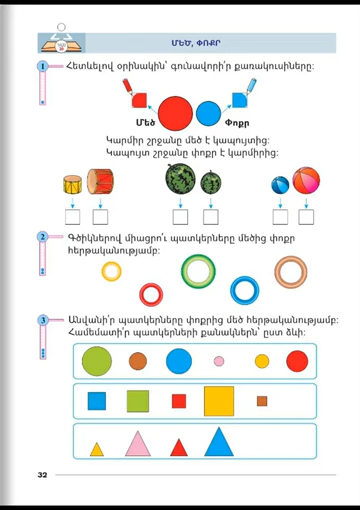 ՄԵԾ, ՓՈՔՐ
1 Հետևելով օրինակին՝ գունավորի՛ր քառակուսիները։
Մեծ Փոքր
Կարմիր շրջանը մեծ է կապույտից։
Կապույտ շրջանը փոքր է կարմիրից։
2 Գծիկներով միացրո՛ւ պատկերները մեծից փոքր
հերթականությամբ։
3 Անվանի՛ր պատկերները փոքրից մեծ հերթականությամբ։
Համեմատի՛ր պատկերների քանակներն՝ ըստ ձևի։
32